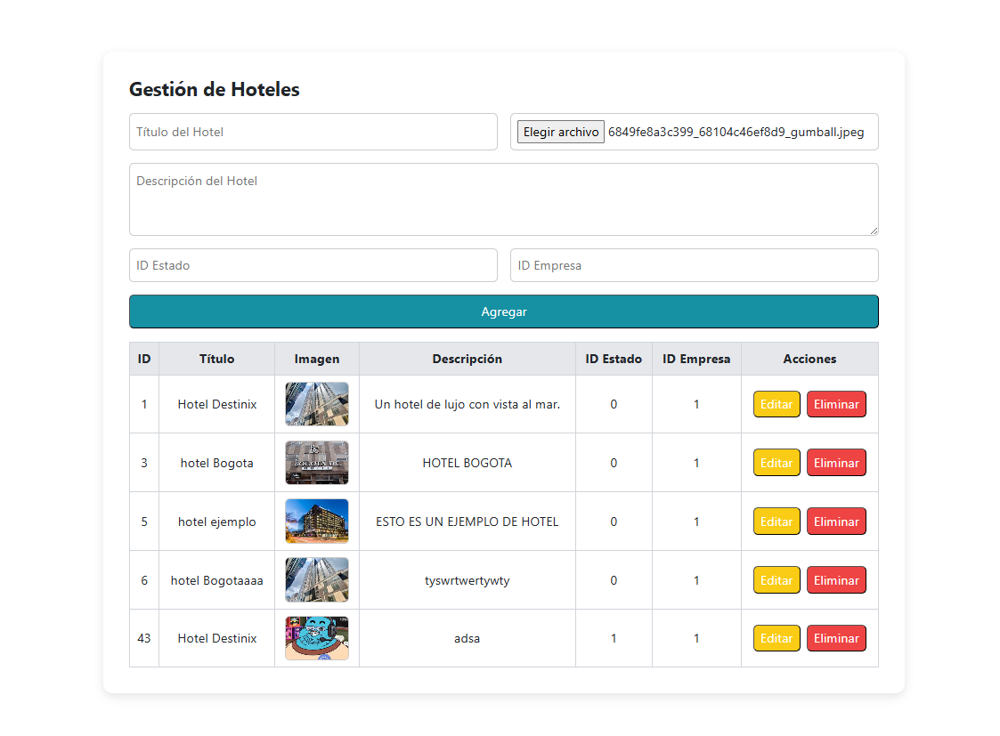 Gestión de Hoteles
Título del Hotel
Elegir archivo 6849fe8a3c399_68104c46ef8d9_gumball.jpeg
Descripción del Hotel
ID Estado
ID Empresa
Agregar
ID Título Imagen Descripción ID Estado ID Empresa Acciones
1 Hotel Destinix Un hotel de lujo con vista al mar. 0 1 Editar Eliminar
3 hotel Bogota HOTEL BOGOTA 0 1 Editar Eliminar
5 hotel ejemplo ESTO ES UN EJEMPLO DE HOTEL 0 1 Editar Eliminar
6 hotel Bogotaaaa tyswrtwertywty 0 1 Editar Eliminar
43 Hotel Destinix adsa 1 1 Editar Eliminar